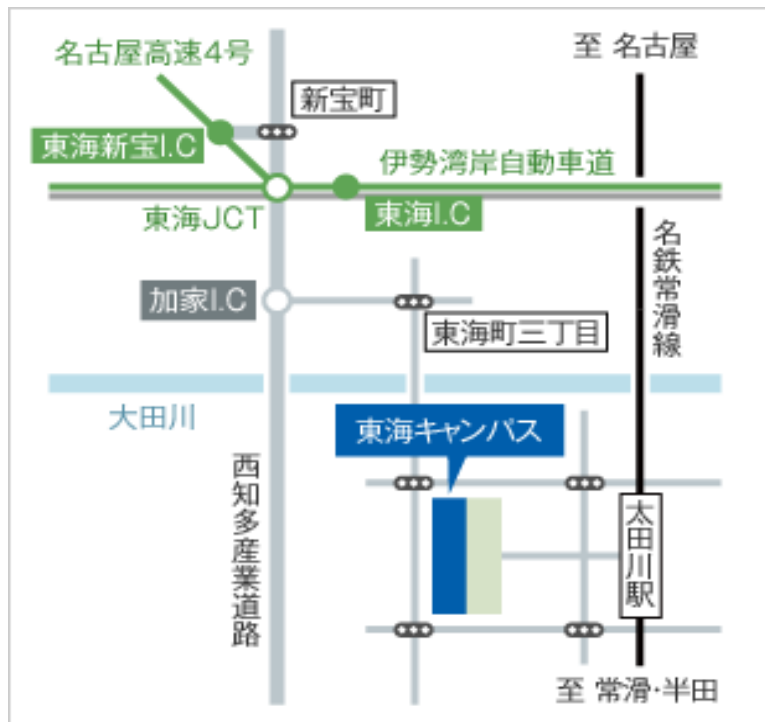 名古屋高速4号
至 名古屋
新宝町
東海新宝I.C
伊勢湾岸自動車道
東海JCT
東海I.C
名鉄常滑線
加家I.C
東海町三丁目
大田川
東海キャンパス
西知多産業道路
太田川駅
至 常滑・半田